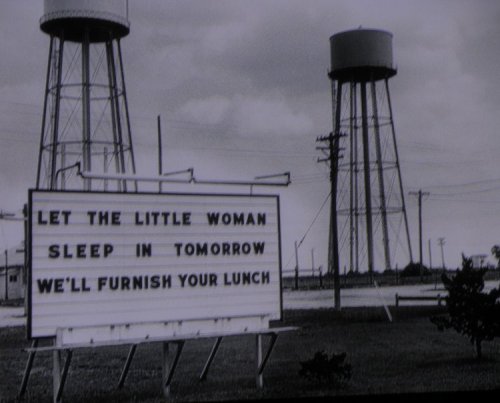 LET THE LITTLE WOMAN
SLEEP IN TOMORROW
WE'LL FURNISH YOUR LUNCH